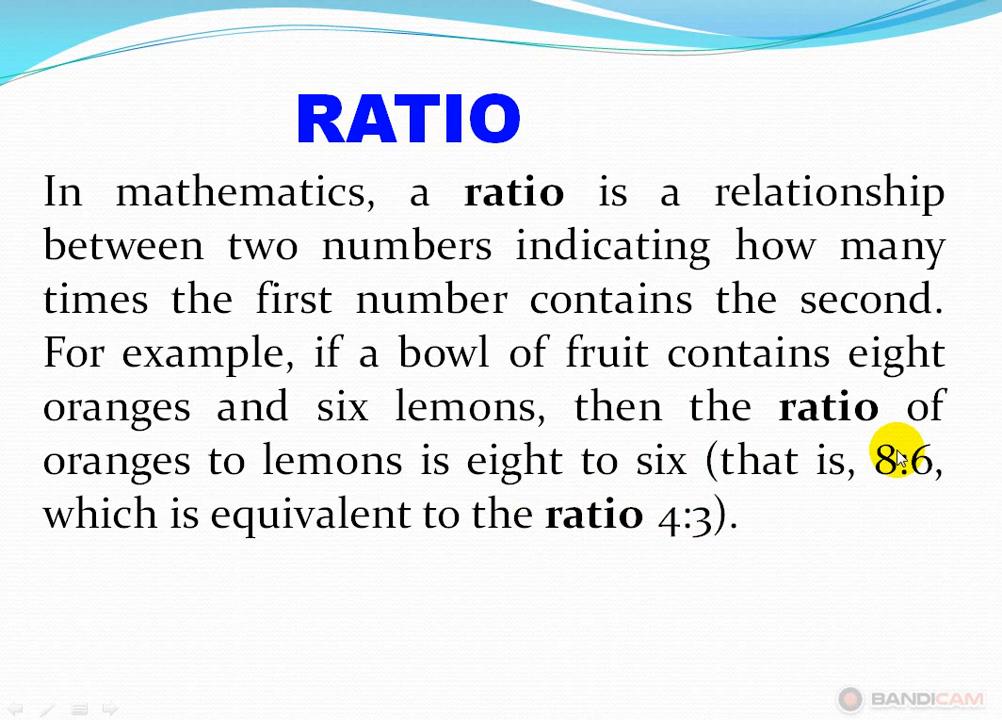 RATIO
In mathematics, a ratio is a relationship
between two numbers indicating how many
times the first number contains the second.
For example, if a bowl of fruit contains eight
oranges and six lemons, then the ratio of
oranges to lemons is eight to six (that is, 8:6,
which is equivalent to the ratio 4:3).
BANDICAM